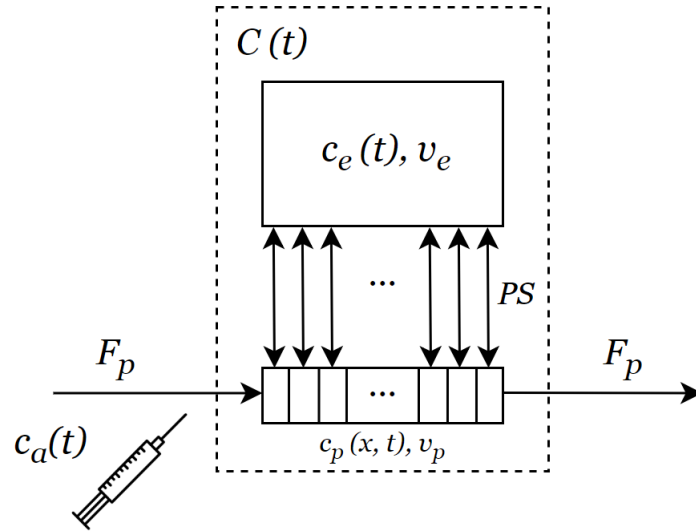 C (t)
c_e (t), v_e
...
PS
F_p
F_p
...
c_a(t)
c_p (x, t), v_p